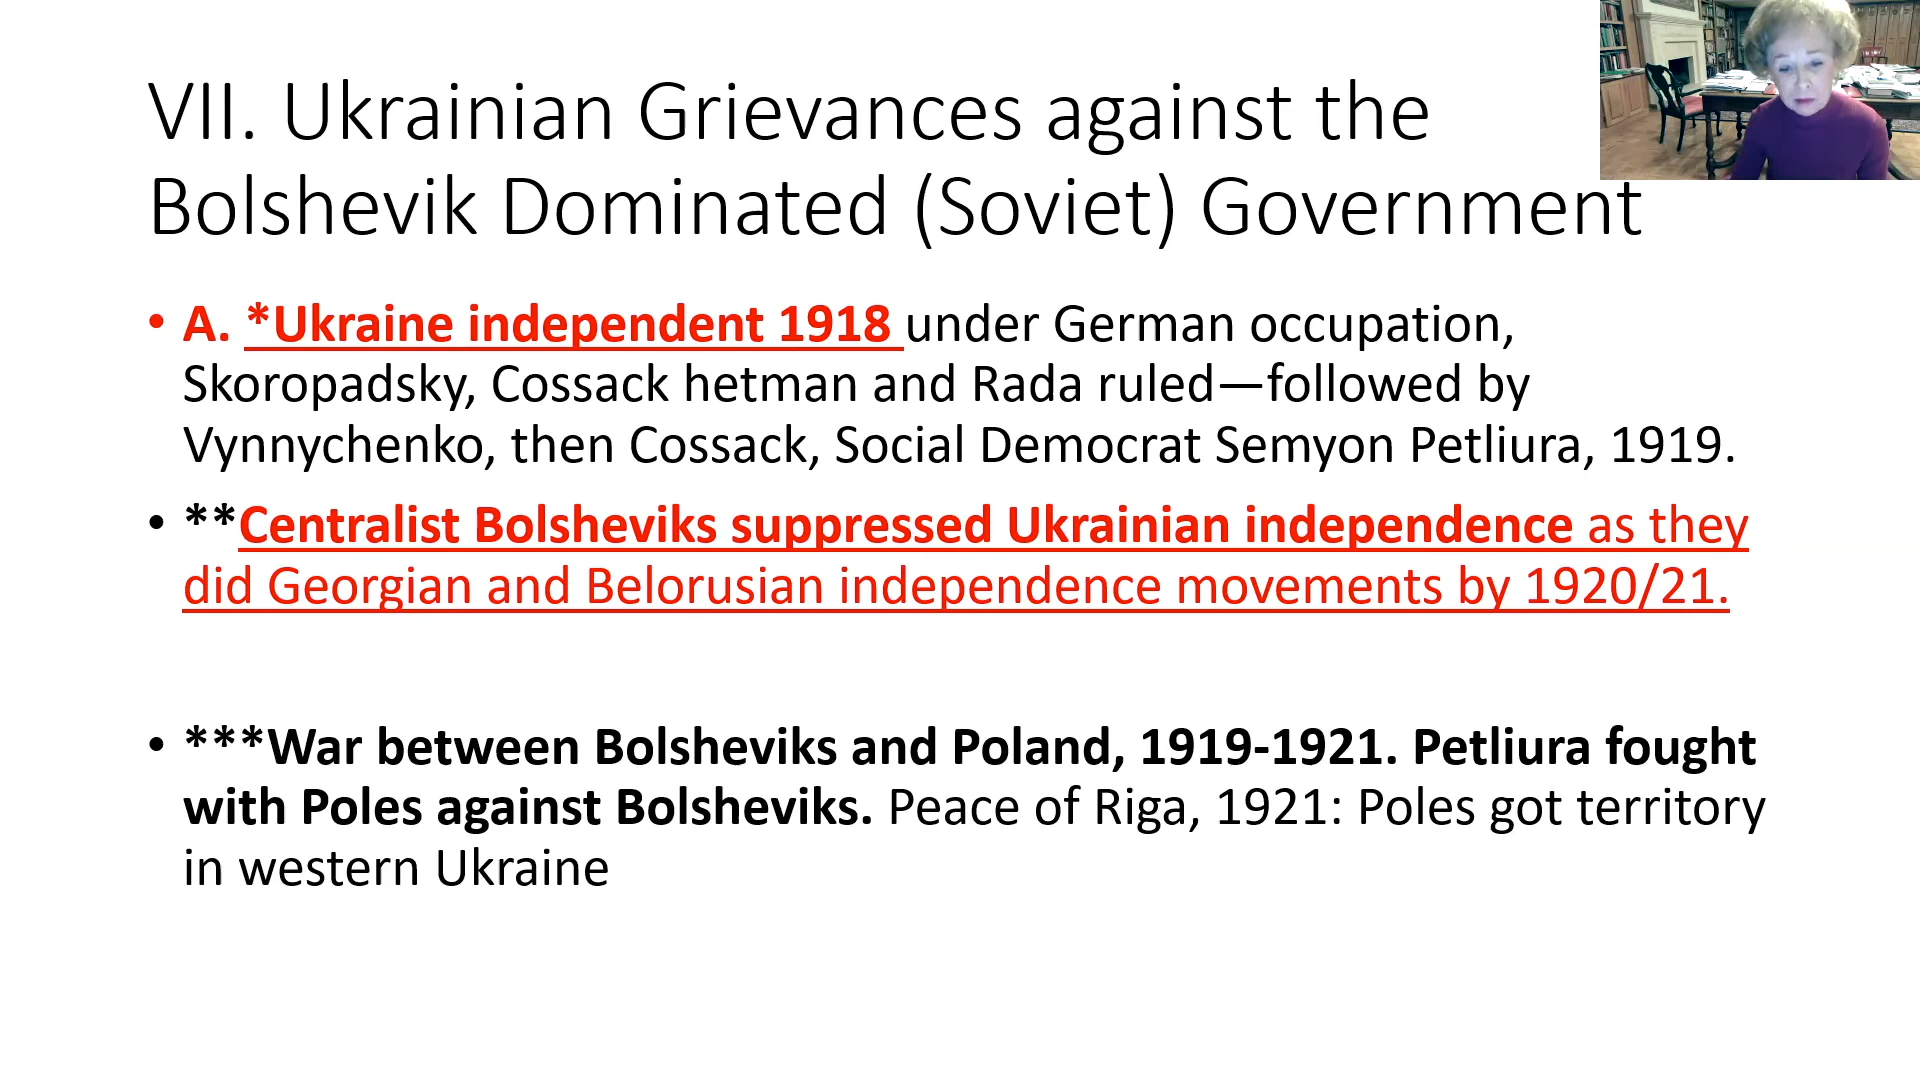 VII. Ukrainian Grievances against the
Bolshevik Dominated (Soviet) Government
• A. *Ukraine independent 1918 under German occupation,
Skoropadsky, Cossack hetman and Rada ruled—followed by
Vynnychenko, then Cossack, Social Democrat Semyon Petliura, 1919.
• **Centralist Bolsheviks suppressed Ukrainian independence as they
did Georgian and Belorusian independence movements by 1920/21.
• ***War between Bolsheviks and Poland, 1919-1921. Petliura fought
with Poles against Bolsheviks. Peace of Riga, 1921: Poles got territory
in western Ukraine